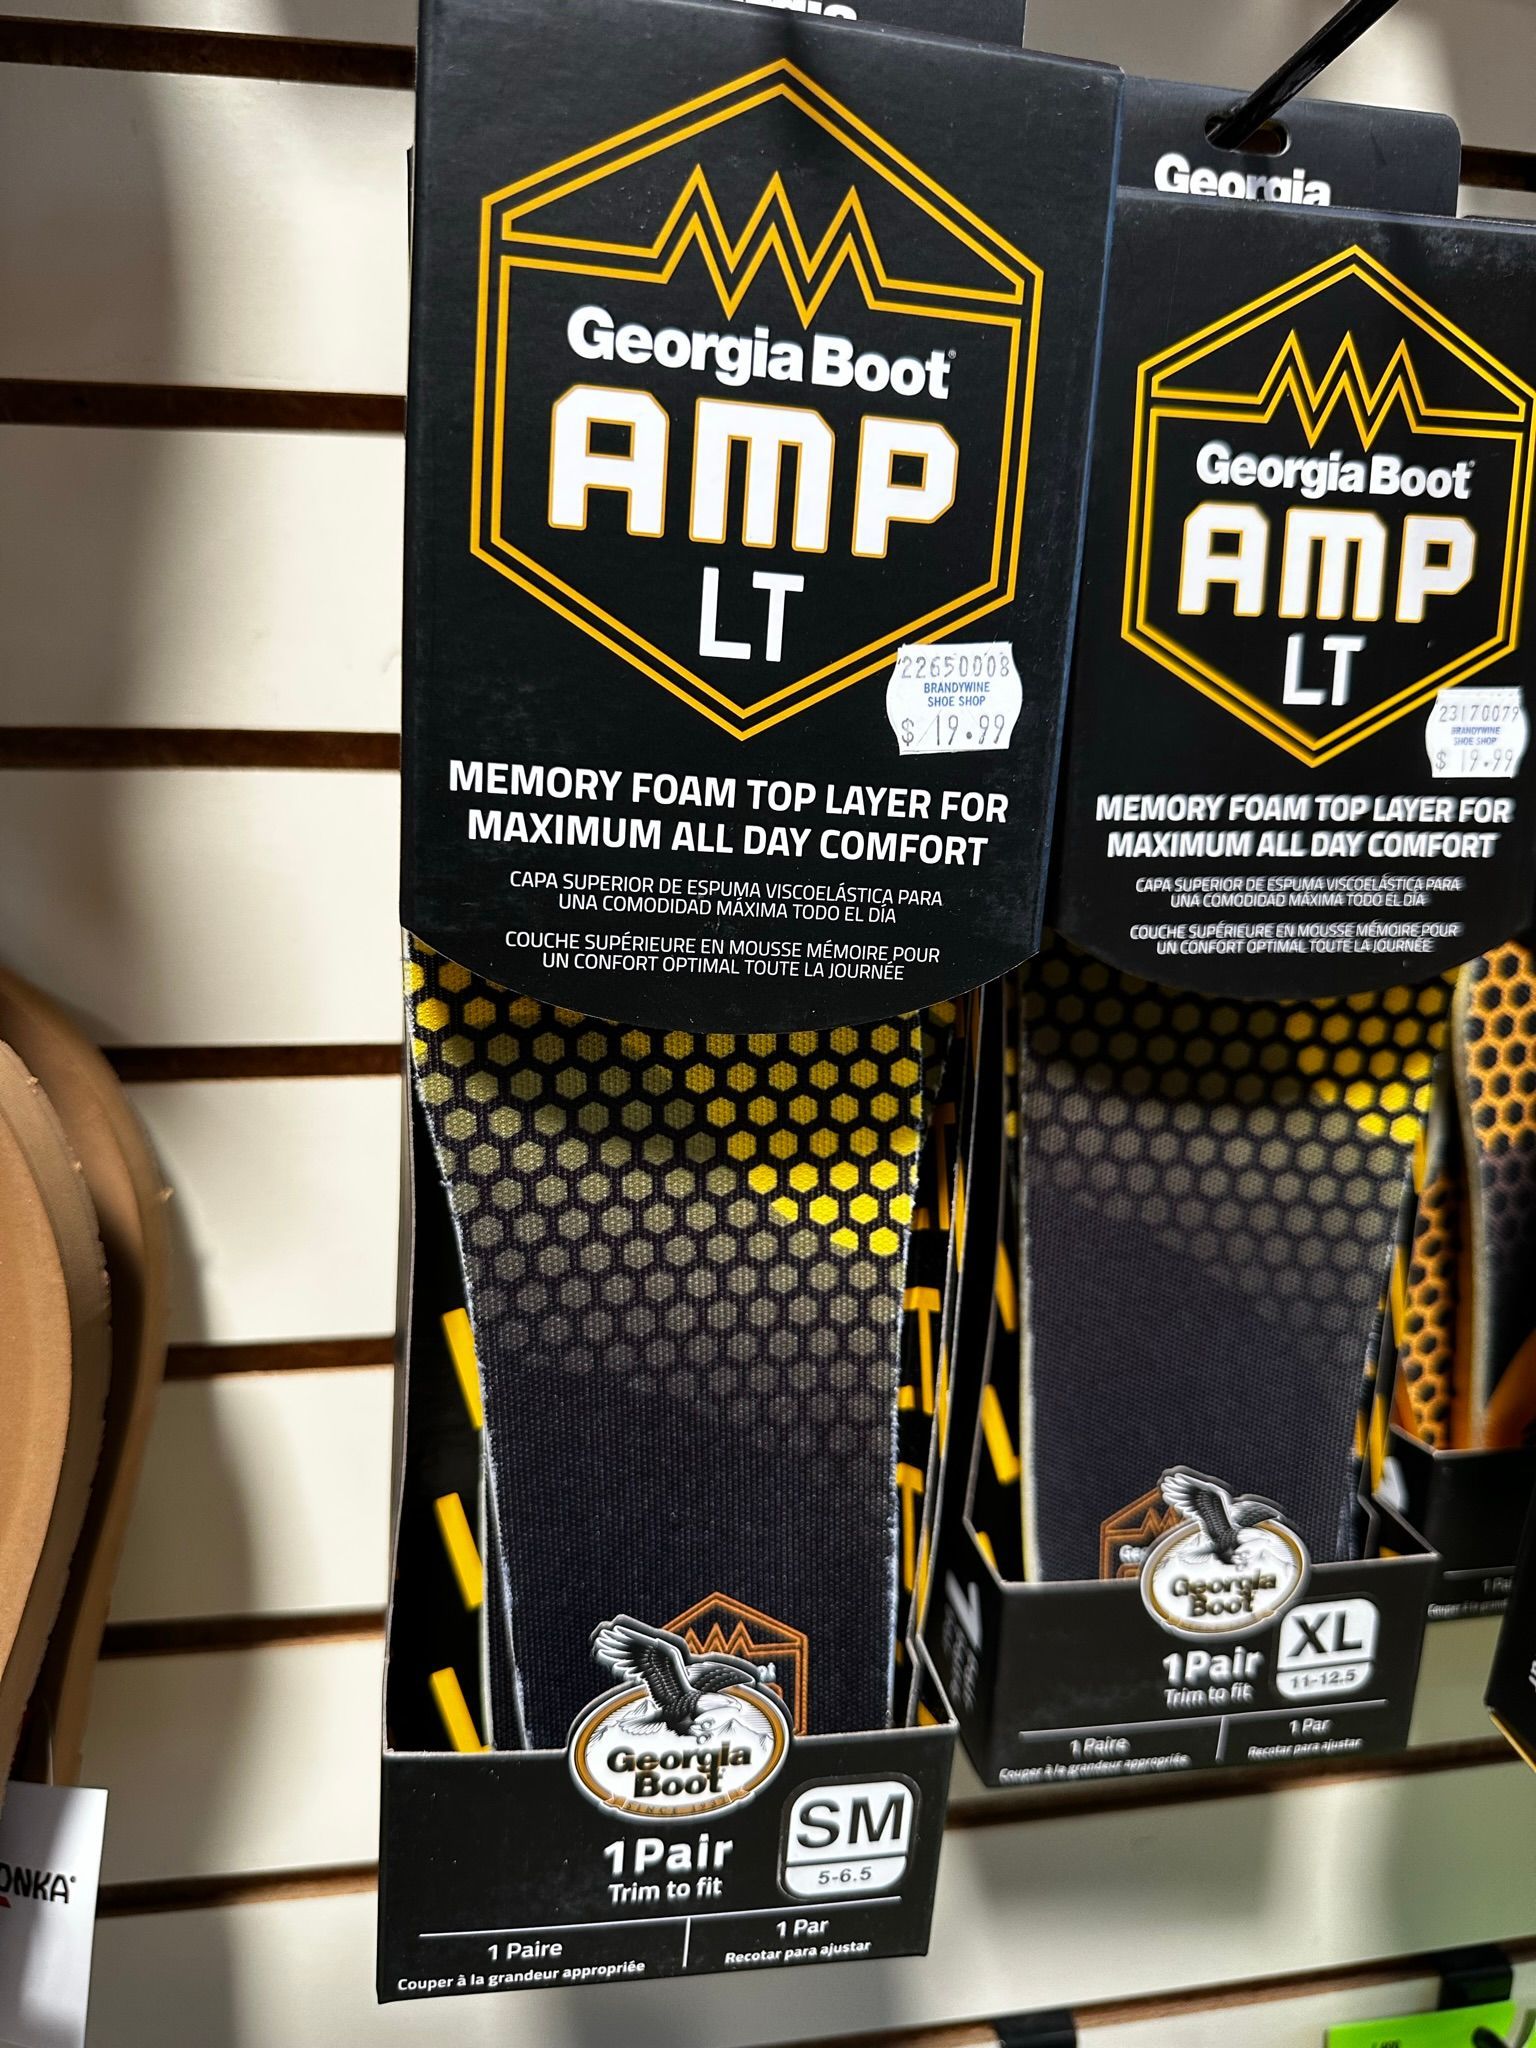 Georgia Boot®
AMP
LT
22650008
BRANDYWINE
SHOE SHOP
$ 19.99
MEMORY FOAM TOP LAYER FOR
MAXIMUM ALL DAY COMFORT
CAPA SUPERIOR DE ESPUMA VISCOELÁSTICA PARA
UNA COMODIDAD MÁXIMA TODO EL DÍA
COUCHE SUPÉRIEURE EN MOUSSE MÉMOIRE POUR
UN CONFORT OPTIMAL TOUTE LA JOURNÉE
Georgia
Boot
1 Pair
Trim to fit
SM
5-6.5
1 Paire
Couper à la grandeur appropriée
1 Par
Recotar para ajustar
Georgia
Georgia Boot
AMP
LT
23170079
BRANDYWINE
SHOE SHOP
$ 19.99
MEMORY FOAM TOP LAYER FOR
MAXIMUM ALL DAY COMFORT
CAPA SUPERIOR DE ESPUMA VISCOELÁSTICA PARA
UNA COMODIDAD MÁXIMA TODO EL DÍA
COUCHE SUPÉRIEURE EN MOUSSE MÉMOIRE POUR
UN CONFORT OPTIMAL TOUTE LA JOURNÉE
Georgia
Boot
1 Pair
Trim to fit
XL
11-12.5
1 Paire
Couper à la grandeur appropriée
1 Par
Recotar para ajustar